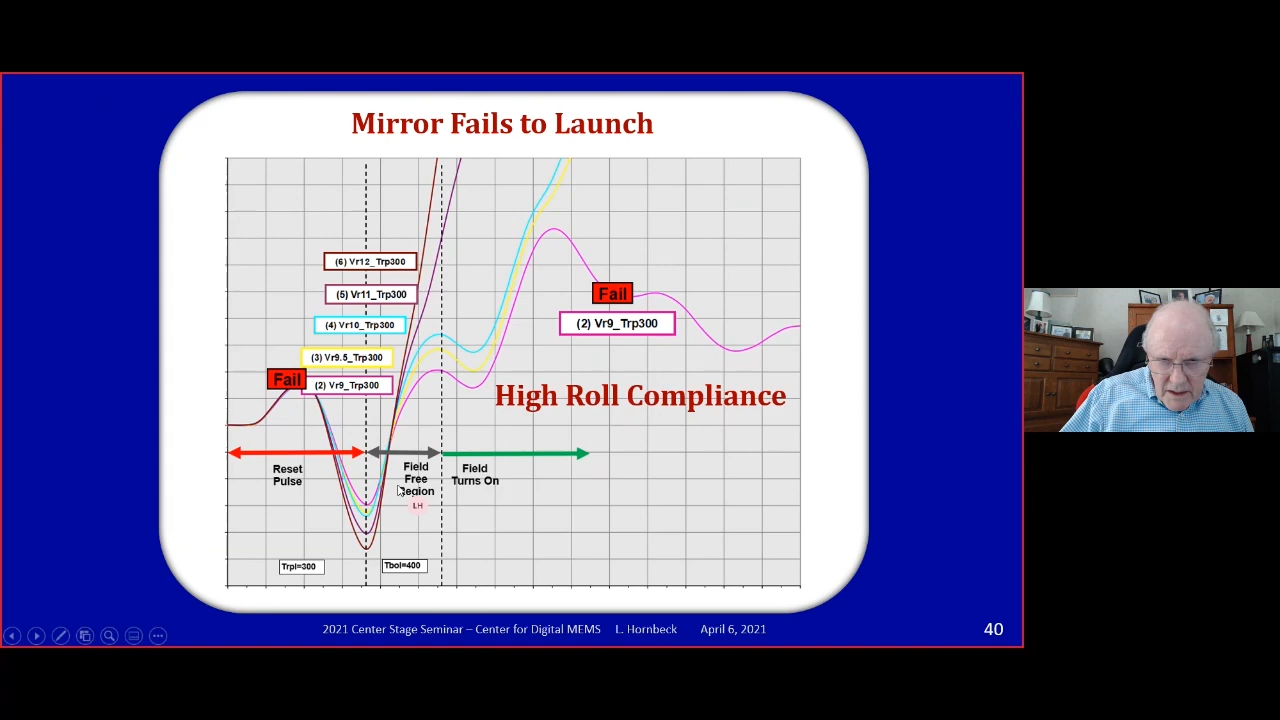 Mirror Fails to Launch
(6) Vr12_Trp300
(5) Vr11_Trp300
(4) Vr10_Trp300
(3) Vr9.5_Trp300
Fail
(2) Vr9_Trp300
Fail
(2) Vr9_Trp300
High Roll Compliance
Reset
Pulse
Field
Free
Region
LH
Field
Turns On
Trpl=300
Tbol=400
2021 Center Stage Seminar – Center for Digital MEMS L. Hornbeck April 6, 2021
40